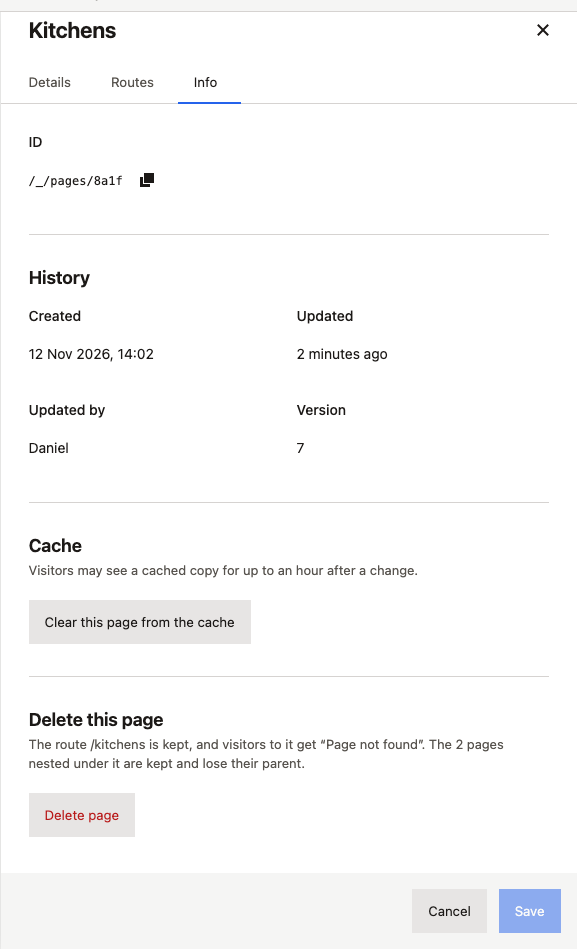 Kitchens
Details Routes Info
ID
/_/pages/8a1f
History
Created Updated
12 Nov 2026, 14:02 2 minutes ago
Updated by Version
Daniel 7
Cache
Visitors may see a cached copy for up to an hour after a change.
Clear this page from the cache
Delete this page
The route /kitchens is kept, and visitors to it get “Page not found”. The 2 pages
nested under it are kept and lose their parent.
Delete page
Cancel Save